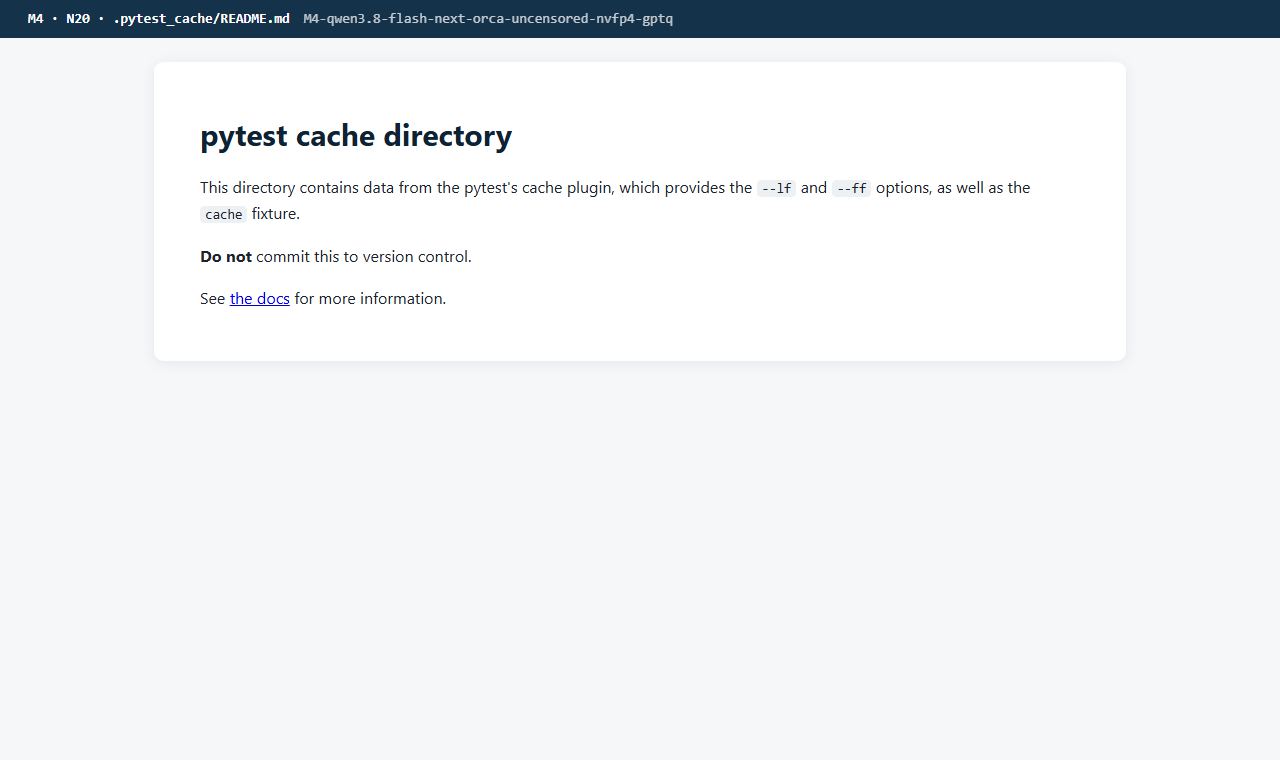 M4 · N20 · .pytest_cache/README.md M4-qwen3.8-flash-next-orca-uncensored-nvfp4-gptq
pytest cache directory
This directory contains data from the pytest's cache plugin, which provides the --lf and --ff options, as well as the
cache fixture.
Do not commit this to version control.
See the docs for more information.